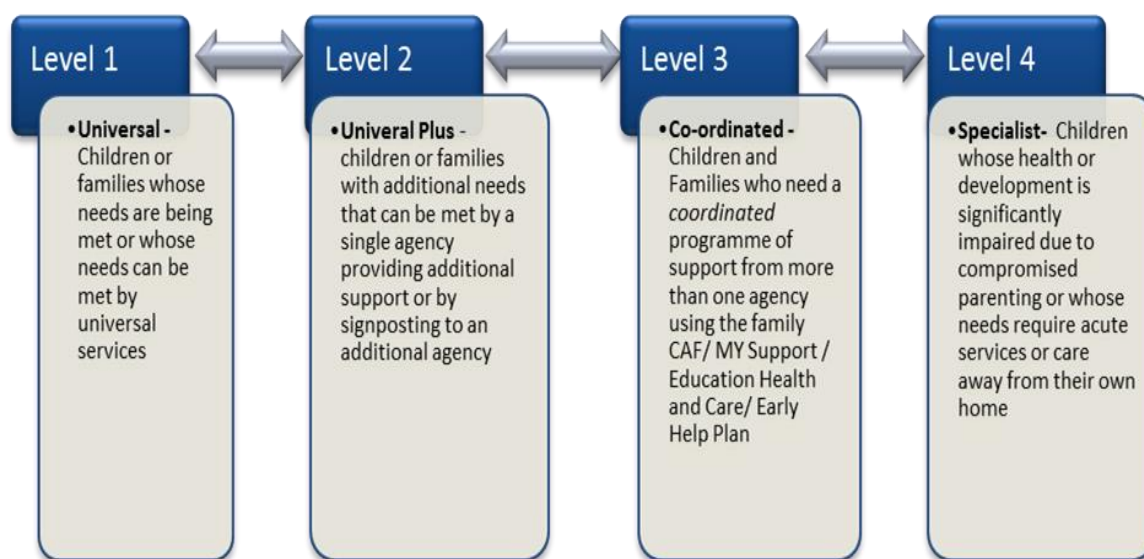 Level 1
•Universal -
Children or
families whose
needs are being
met or whose
needs can be
met by
universal
services
Level 2
•Univeral Plus -
children or families
with additional needs
that can be met by a
single agency
providing additional
support or by
signposting to an
additional agency
Level 3
•Co-ordinated -
Children and
Families who need a
coordinated
programme of
support from more
than one agency
using the family
CAF/ MY Support /
Education Health
and Care/ Early
Help Plan
Level 4
•Specialist- Children
whose health or
development is
significantly
impaired due to
compromised
parenting or whose
needs require acute
services or care
away from their own
home